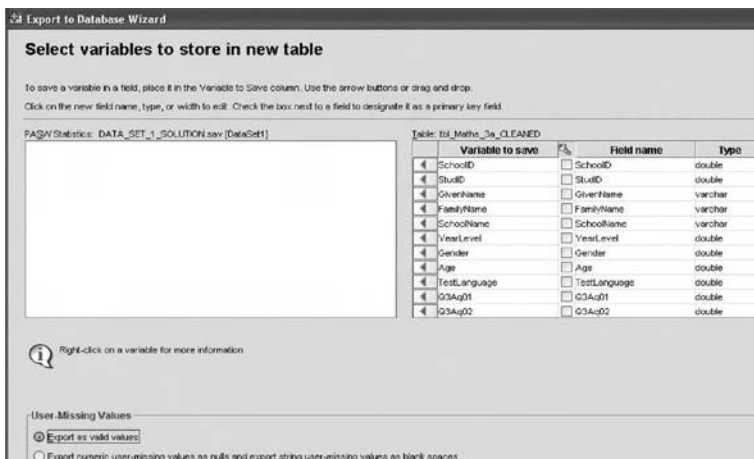 Export to Database Wizard
Select variables to store in new table
To save a variable in a field, place it in the Variable to Save column. Use the arrow buttons or drag and drop.
Click on the new field name, type, or width to edit. Check the box next to a field to designate it as a primary key field.
PASW Statistics: DATA_SET_1_SOLUTION.sav [DataSet1]
Table: tbl_Maths_3a_CLEANED
Variable to save Field name Type
SchoolID SchoolID double
StudID StudID double
GivenName GivenName varchar
FamilyName FamilyName varchar
SchoolName SchoolName varchar
YearLevel YearLevel double
Gender Gender double
Age Age double
TestLanguage TestLanguage double
Q3Aq01 Q3Aq01 double
Q3Aq02 Q3Aq02 double
Right-click on a variable for more information
User-Missing Values
Export as valid values
Export numeric user-missing values as nulls and export string user-missing values as black spaces